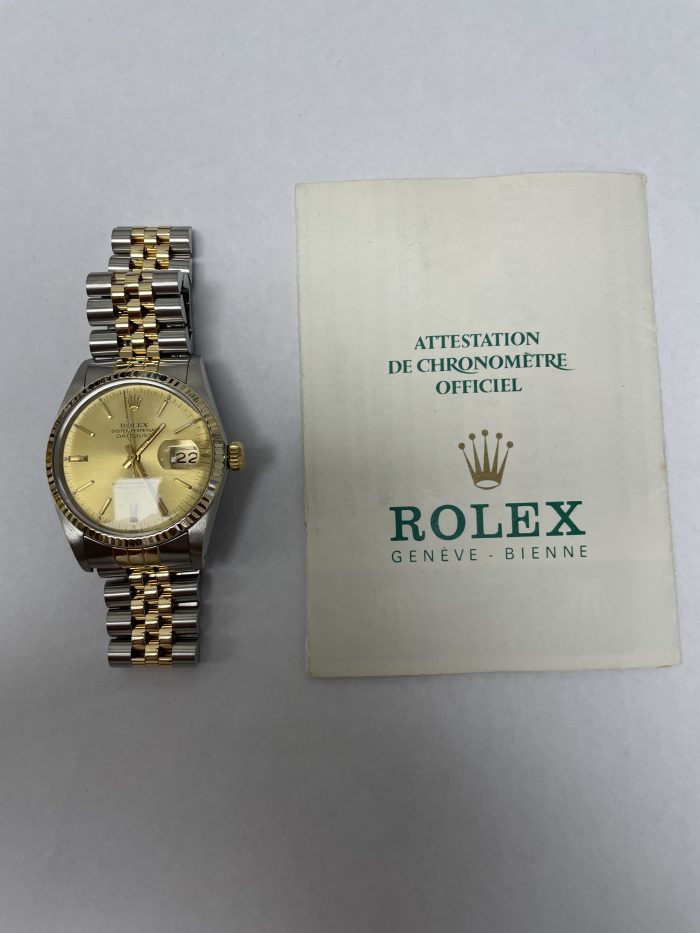 ROLEX
OYSTER PERPETUAL
DATEJUST
22
ATTESTATION
DE CHRONOMÈTRE
OFFICIEL
ROLEX
GENÈVE - BIENNE